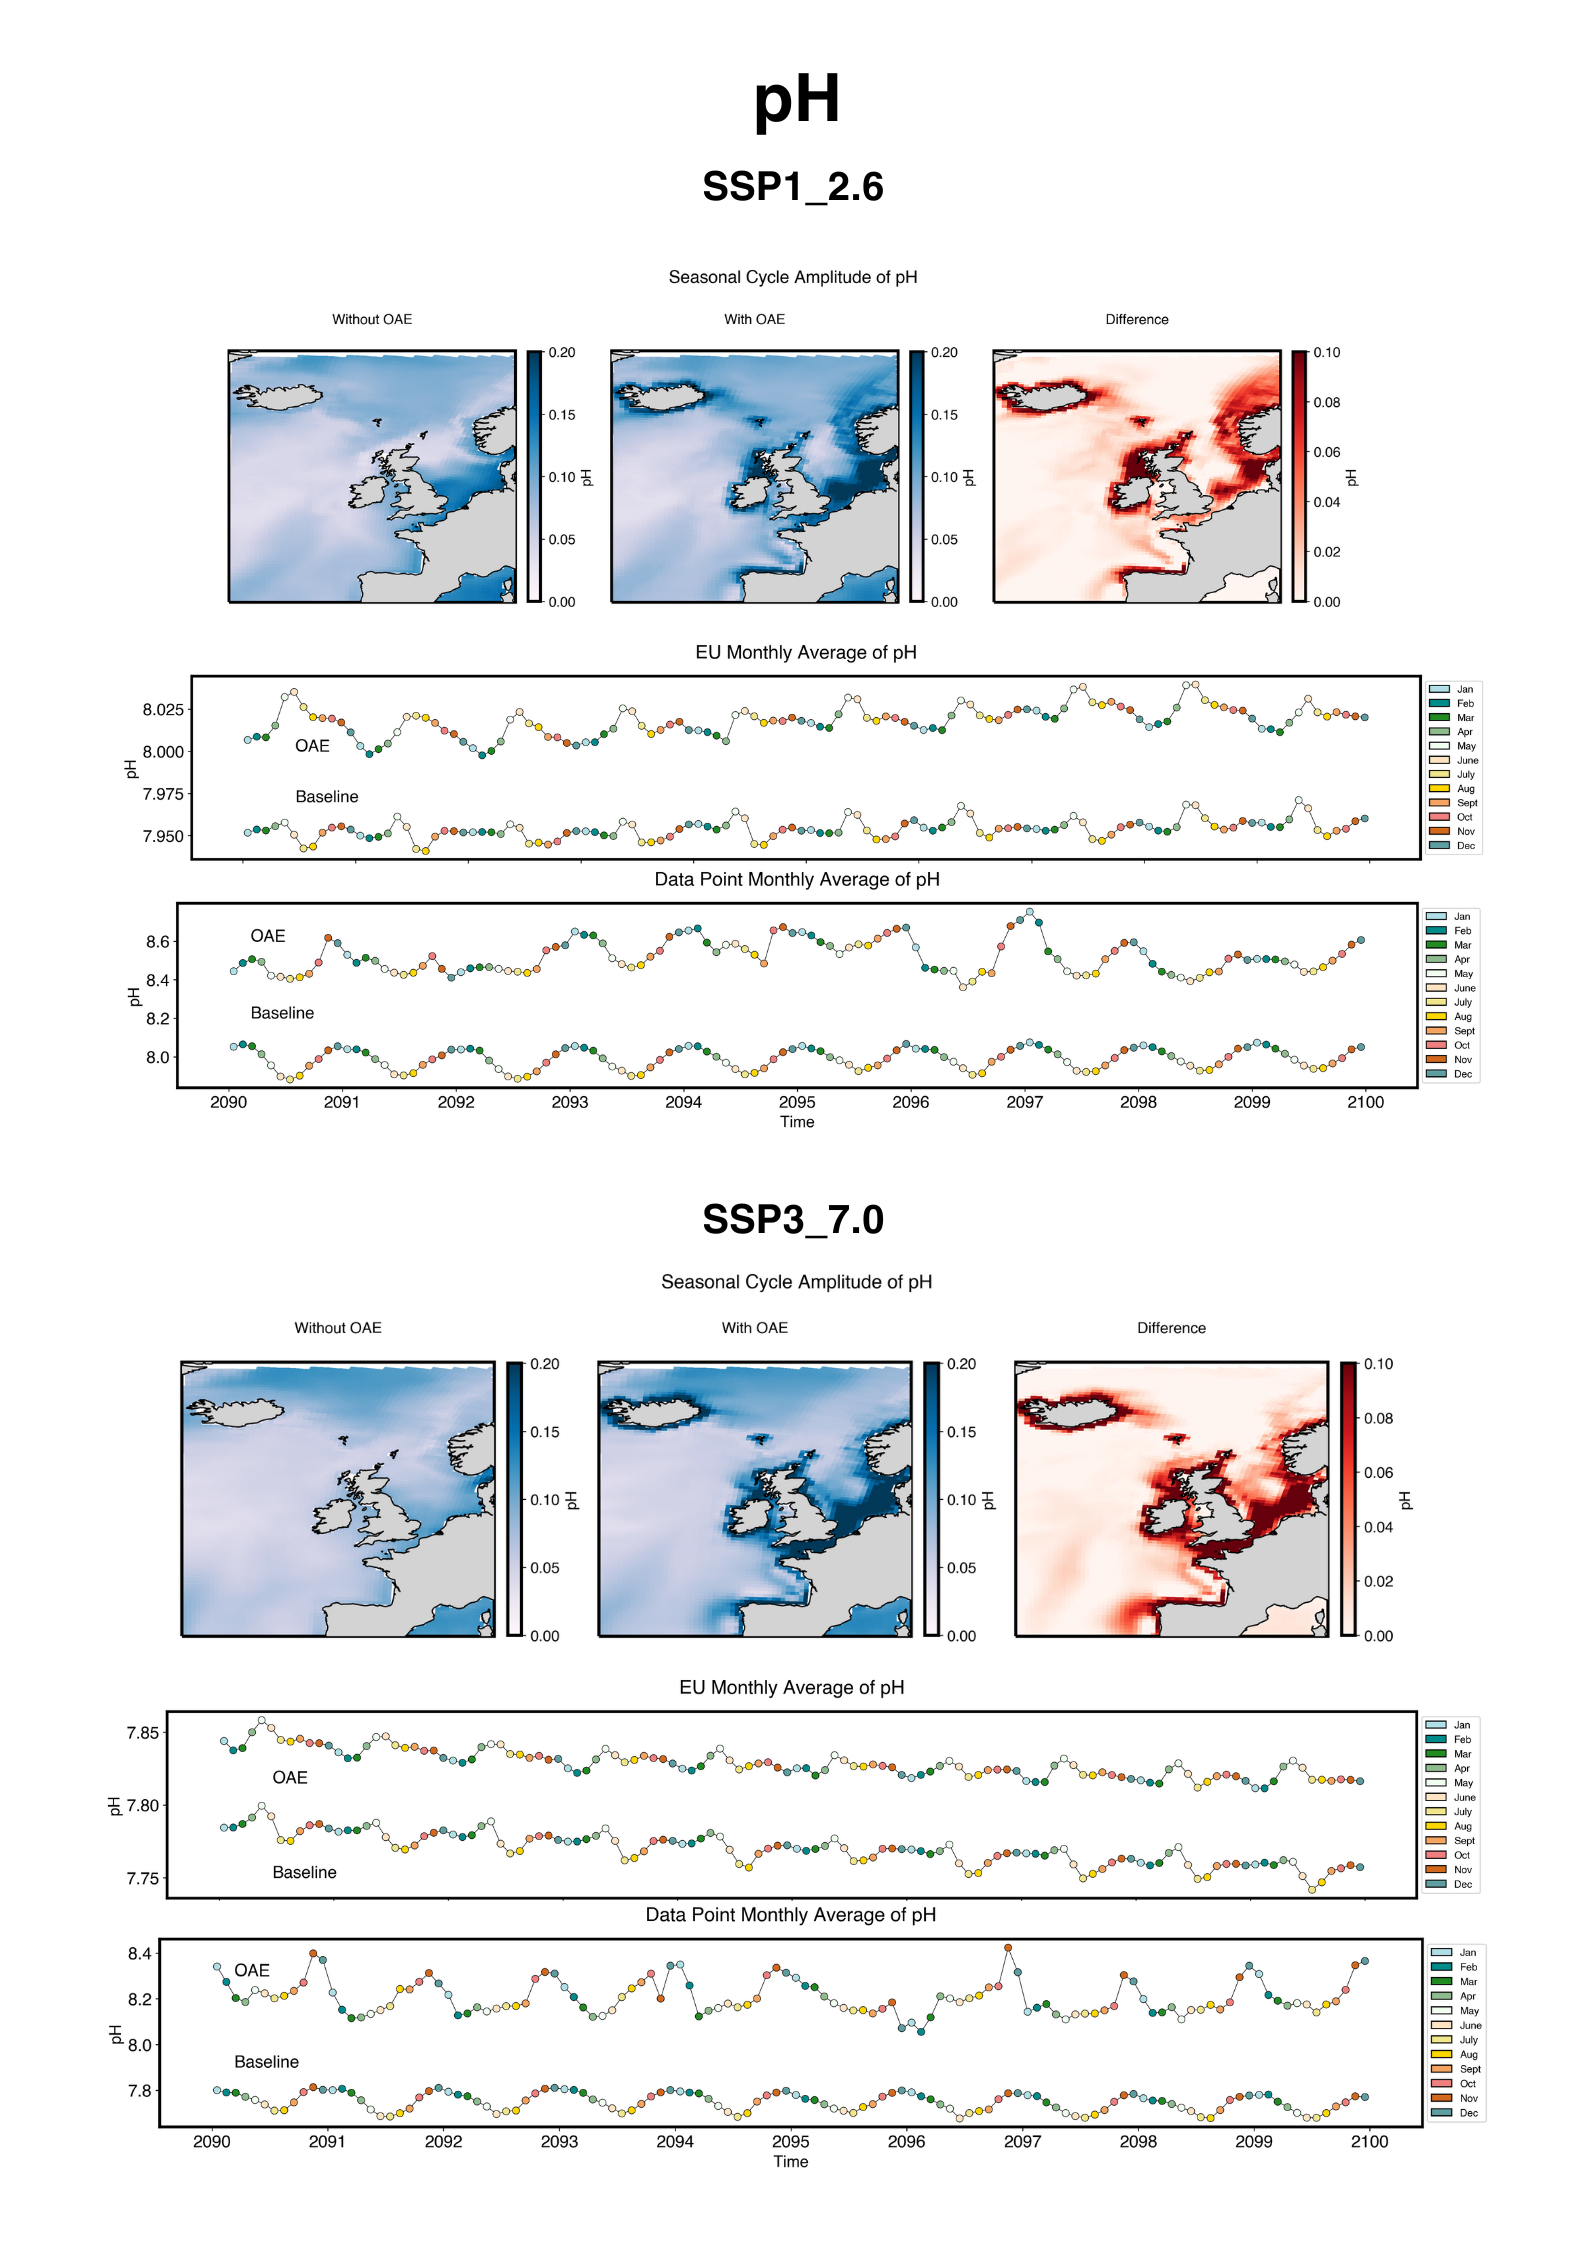 pH
SSP1_2.6
Seasonal Cycle Amplitude of pH
Without OAE
With OAE
Difference
0.20
0.15
0.10
0.05
0.00
pH
0.20
0.15
0.10
0.05
0.00
pH
0.10
0.08
0.06
0.04
0.02
0.00
pH
EU Monthly Average of pH
8.025
8.000
7.975
7.950
pH
OAE
Baseline
Jan
Feb
Mar
Apr
May
June
July
Aug
Sept
Oct
Nov
Dec
Data Point Monthly Average of pH
8.6
8.4
8.2
8.0
pH
OAE
Baseline
Jan
Feb
Mar
Apr
May
June
July
Aug
Sept
Oct
Nov
Dec
2090 2091 2092 2093 2094 2095 2096 2097 2098 2099 2100
Time
SSP3_7.0
Seasonal Cycle Amplitude of pH
Without OAE
With OAE
Difference
0.20
0.15
0.10
0.05
0.00
pH
0.20
0.15
0.10
0.05
0.00
pH
0.10
0.08
0.06
0.04
0.02
0.00
pH
EU Monthly Average of pH
7.85
7.80
7.75
pH
OAE
Baseline
Jan
Feb
Mar
Apr
May
June
July
Aug
Sept
Oct
Nov
Dec
Data Point Monthly Average of pH
8.4
8.2
8.0
7.8
pH
OAE
Baseline
Jan
Feb
Mar
Apr
May
June
July
Aug
Sept
Oct
Nov
Dec
2090 2091 2092 2093 2094 2095 2096 2097 2098 2099 2100
Time